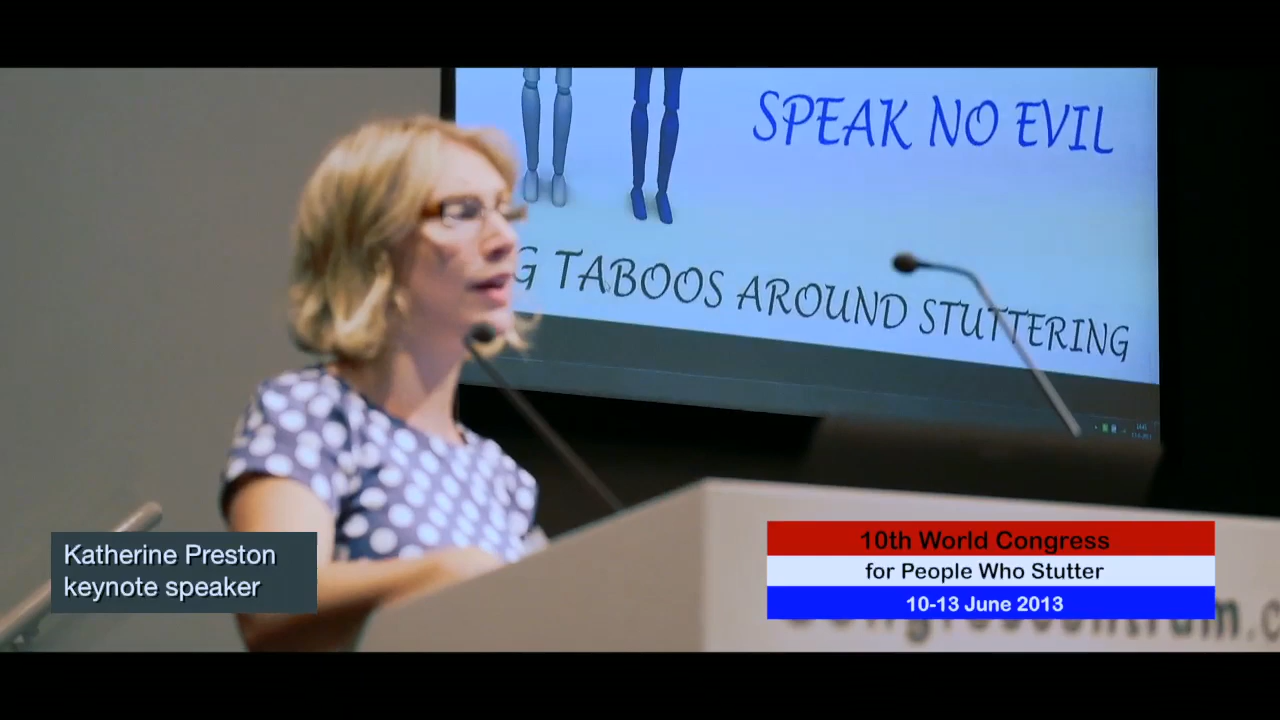 SPEAK NO EVIL
G TABOOS AROUND STUTTERING
Katherine Preston
keynote speaker
10th World Congress
for People Who Stutter
10-13 June 2013